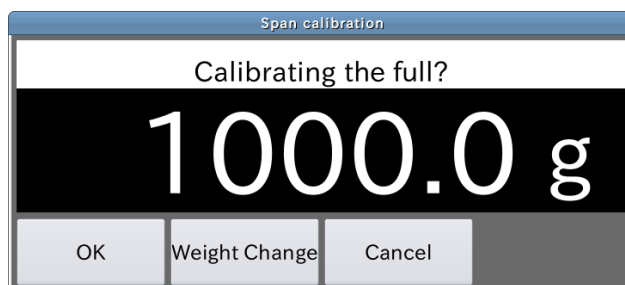 Span calibration
Calibrating the full?
1000.0 g
OK Weight Change Cancel